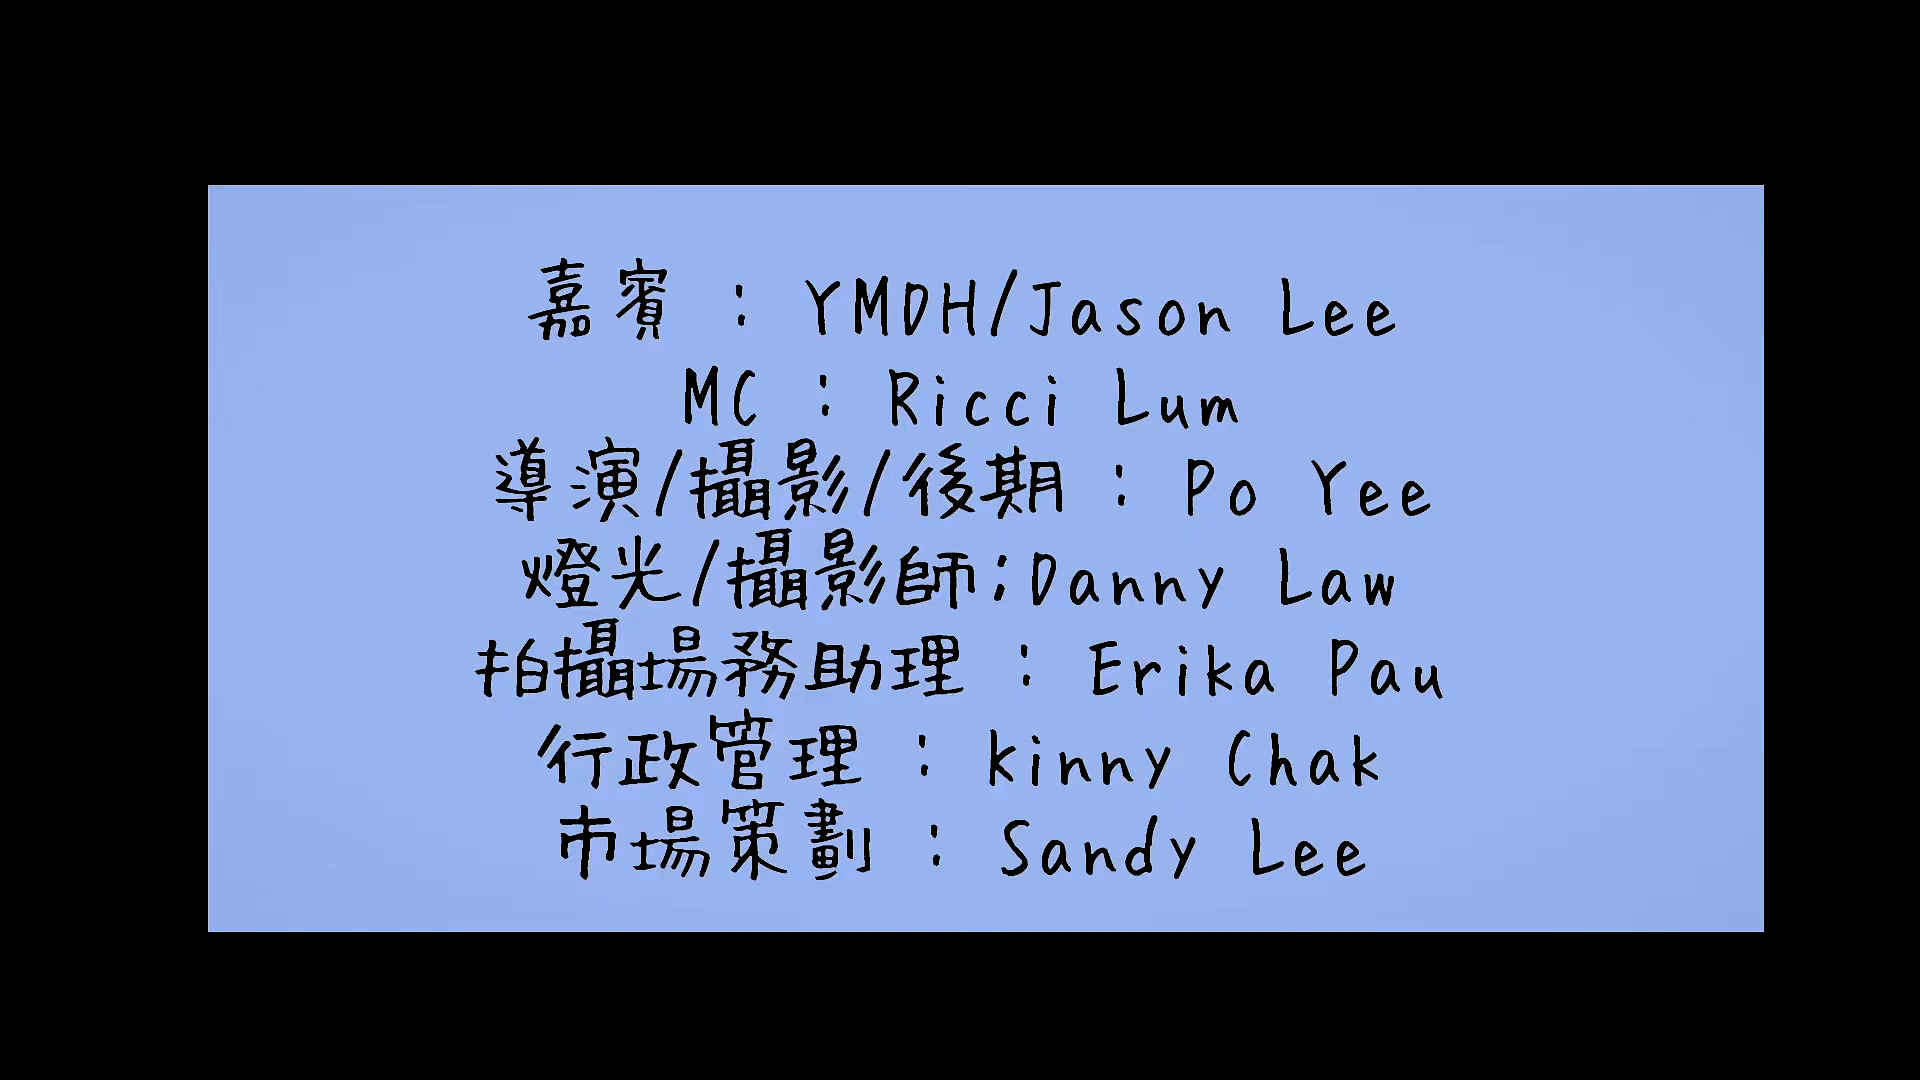 嘉賓 : YMDH/Jason Lee
MC : Ricci Lum
導演/攝影/後期 : Po Yee
燈光/攝影師;Danny Law
拍攝場務助理 : Erika Pau
行政管理 : kinny Chak
市場策劃 : Sandy Lee